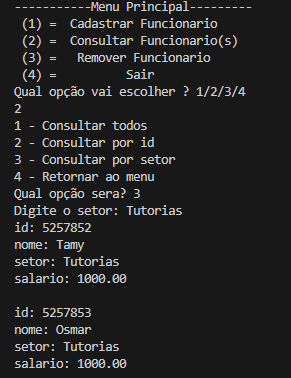 -----------Menu Principal---------
(1) =  Cadastrar Funcionario
(2) =  Consultar Funcionario(s)
(3) =   Remover Funcionario
(4) =          Sair
Qual opção vai escolher ? 1/2/3/4
2
1 - Consultar todos
2 - Consultar por id
3 - Consultar por setor
4 - Retornar ao menu
Qual opção sera? 3
Digite o setor: Tutorias
id: 5257852
nome: Tamy
setor: Tutorias
salario: 1000.00

id: 5257853
nome: Osmar
setor: Tutorias
salario: 1000.00